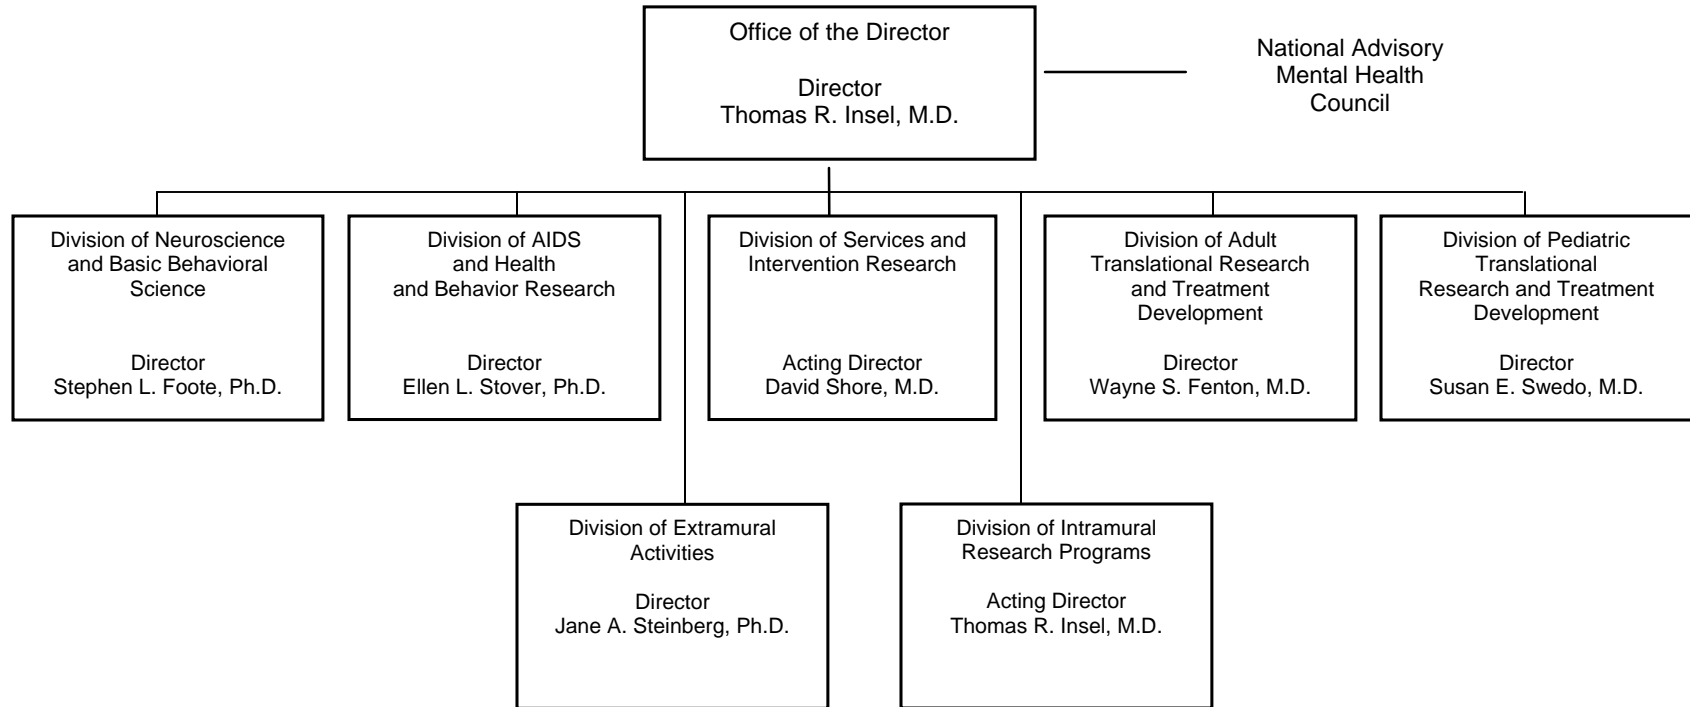 Office of the Director
Director
Thomas R. Insel, M.D.
National Advisory
Mental Health
Council
Division of Neuroscience
and Basic Behavioral
Science
Director
Stephen L. Foote, Ph.D.
Division of AIDS
and Health
and Behavior Research
Director
Ellen L. Stover, Ph.D.
Division of Services and
Intervention Research
Acting Director
David Shore, M.D.
Division of Adult
Translational Research
and Treatment
Development
Director
Wayne S. Fenton, M.D.
Division of Pediatric
Translational
Research and Treatment
Development
Director
Susan E. Swedo, M.D.
Division of Extramural
Activities
Director
Jane A. Steinberg, Ph.D.
Division of Intramural
Research Programs
Acting Director
Thomas R. Insel, M.D.